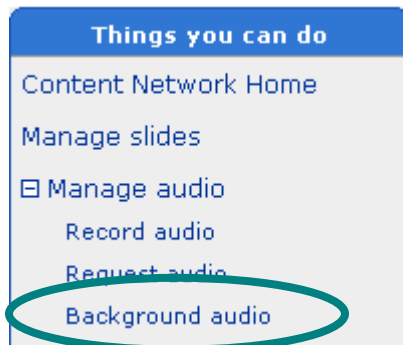 Things you can do
Content Network Home
Manage slides
Manage audio
Record audio
Request audio
Background audio